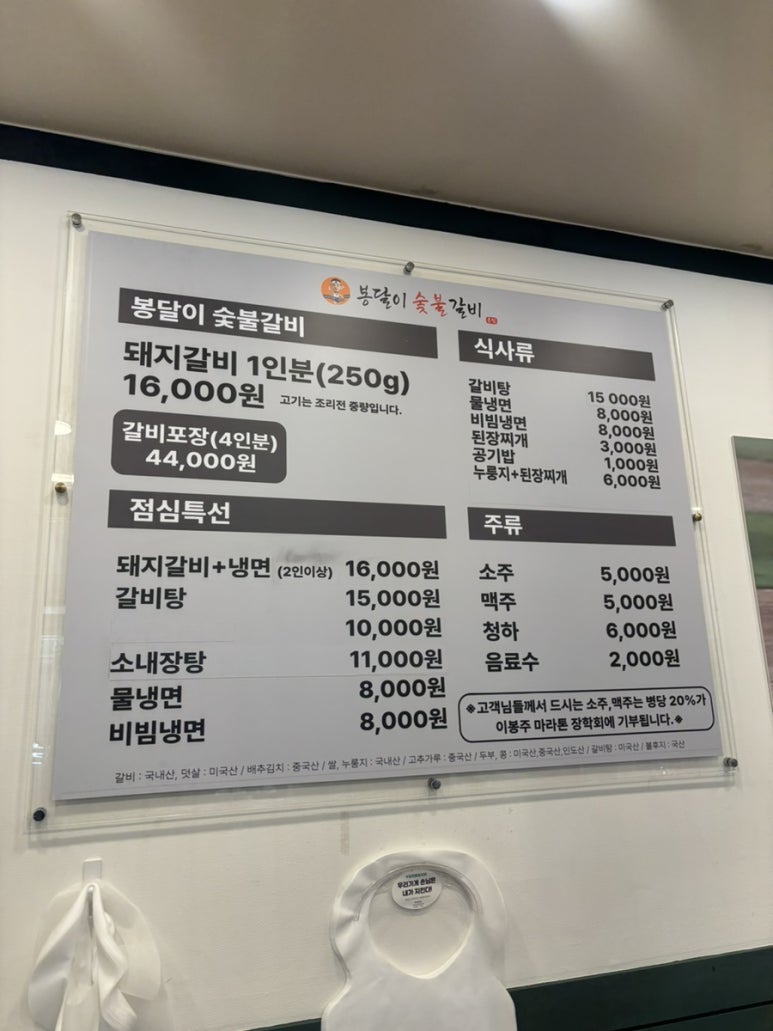 봉달이 숯불갈비
봉달이 숯불갈비
돼지갈비 1인분(250g)
16,000원 고기는 조리전 중량입니다.
갈비포장(4인분)
44,000원
점심특선
돼지갈비+냉면 (2인이상) 16,000원
갈비탕 15,000원
10,000원
소내장탕 11,000원
물냉면 8,000원
비빔냉면 8,000원
식사류
갈비탕 15 000원
물냉면 8,000원
비빔냉면 8,000원
된장찌개 3,000원
공기밥 1,000원
누룽지+된장찌개 6,000원
주류
소주 5,000원
맥주 5,000원
청하 6,000원
음료수 2,000원
※고객님들께서 드시는 소주,맥주는 병당 20%가
이봉주 마라톤 장학회에 기부됩니다.※
갈비 : 국내산, 덧살 : 미국산 / 배추김치 : 중국산 / 쌀, 누룽지 : 국내산 / 고추가루 : 중국산 / 두부, 콩 : 미국산,중국산,인도산 / 갈비탕 : 미국산 / 볼후지 : 국산
우리가게 손님은
내가 지킨다!